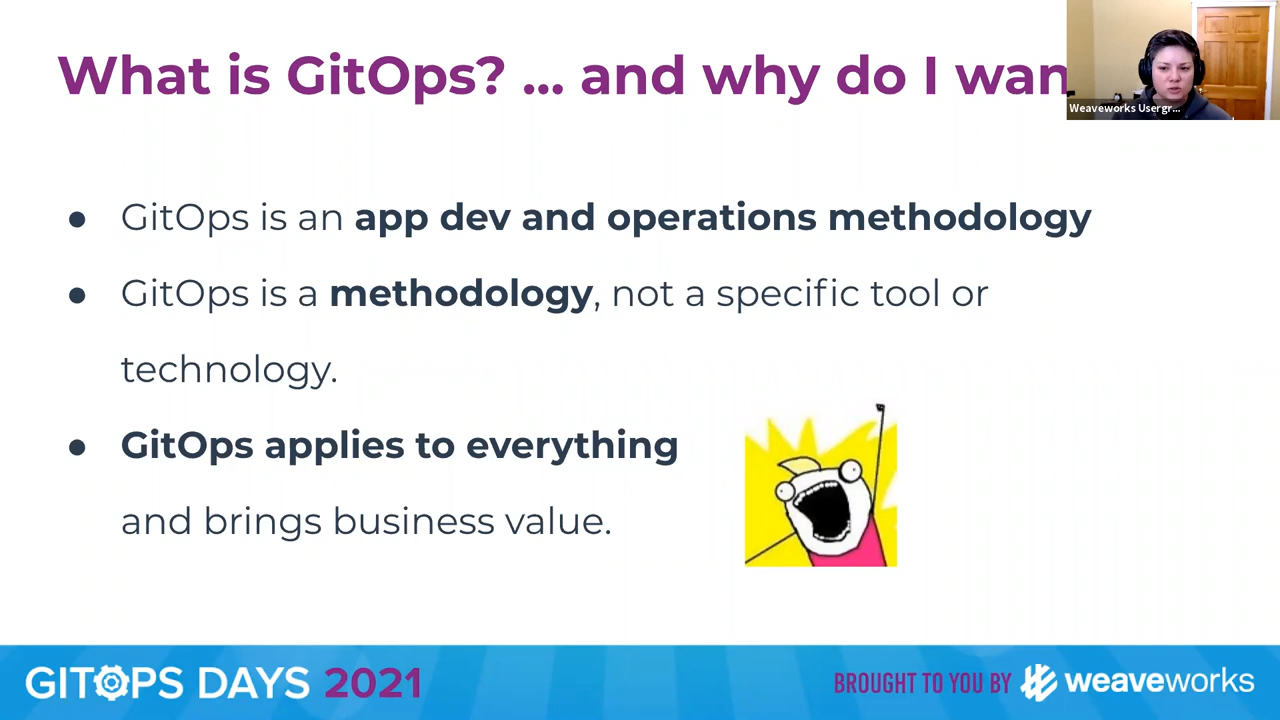 What is GitOps? ... and why do I wan
Weaveworks Usergr...
● GitOps is an app dev and operations methodology
● GitOps is a methodology, not a specific tool or
technology.
● GitOps applies to everything
and brings business value.
GITOPS DAYS 2021
BROUGHT TO YOU BY weaveworks